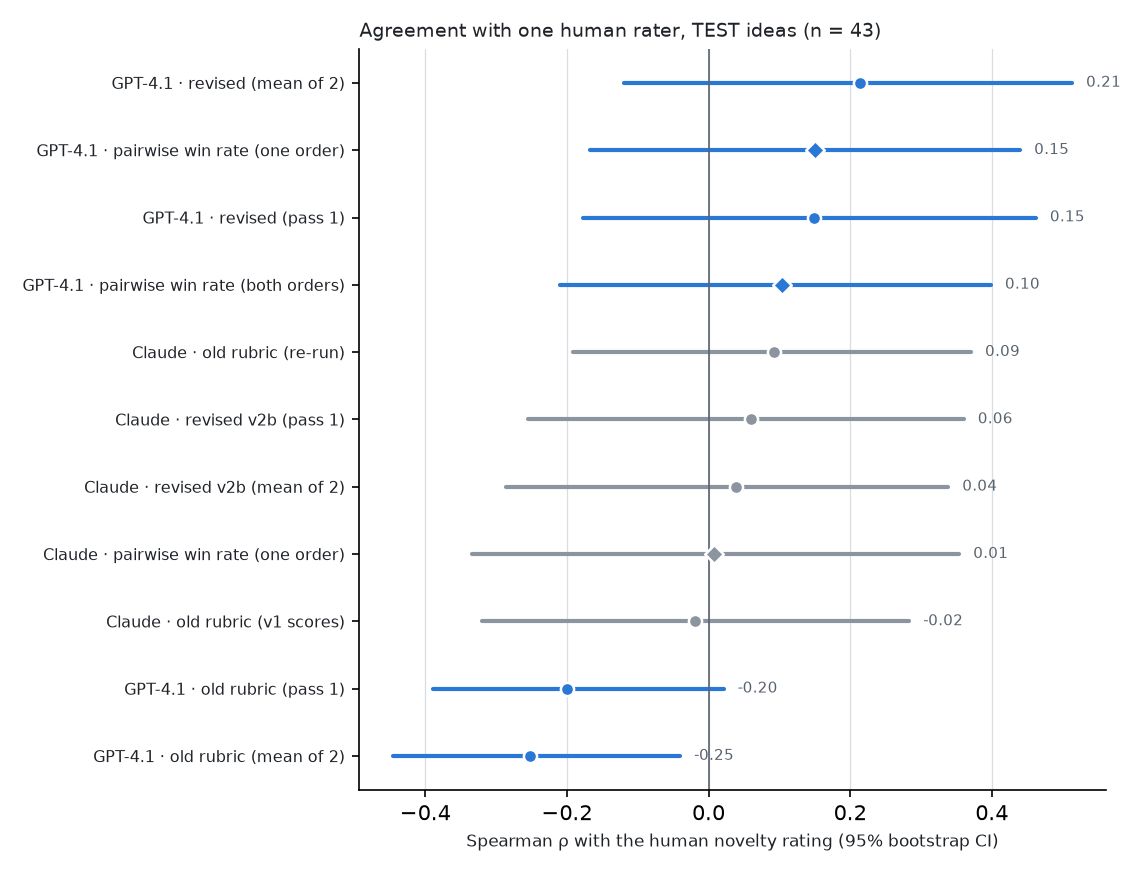 Agreement with one human rater, TEST ideas (n = 43)
GPT-4.1 · revised (mean of 2) 0.21
GPT-4.1 · pairwise win rate (one order) 0.15
GPT-4.1 · revised (pass 1) 0.15
GPT-4.1 · pairwise win rate (both orders) 0.10
Claude · old rubric (re-run) 0.09
Claude · revised v2b (pass 1) 0.06
Claude · revised v2b (mean of 2) 0.04
Claude · pairwise win rate (one order) 0.01
Claude · old rubric (v1 scores) -0.02
GPT-4.1 · old rubric (pass 1) -0.20
GPT-4.1 · old rubric (mean of 2) -0.25
−0.4 −0.2 0.0 0.2 0.4
Spearman ρ with the human novelty rating (95% bootstrap CI)